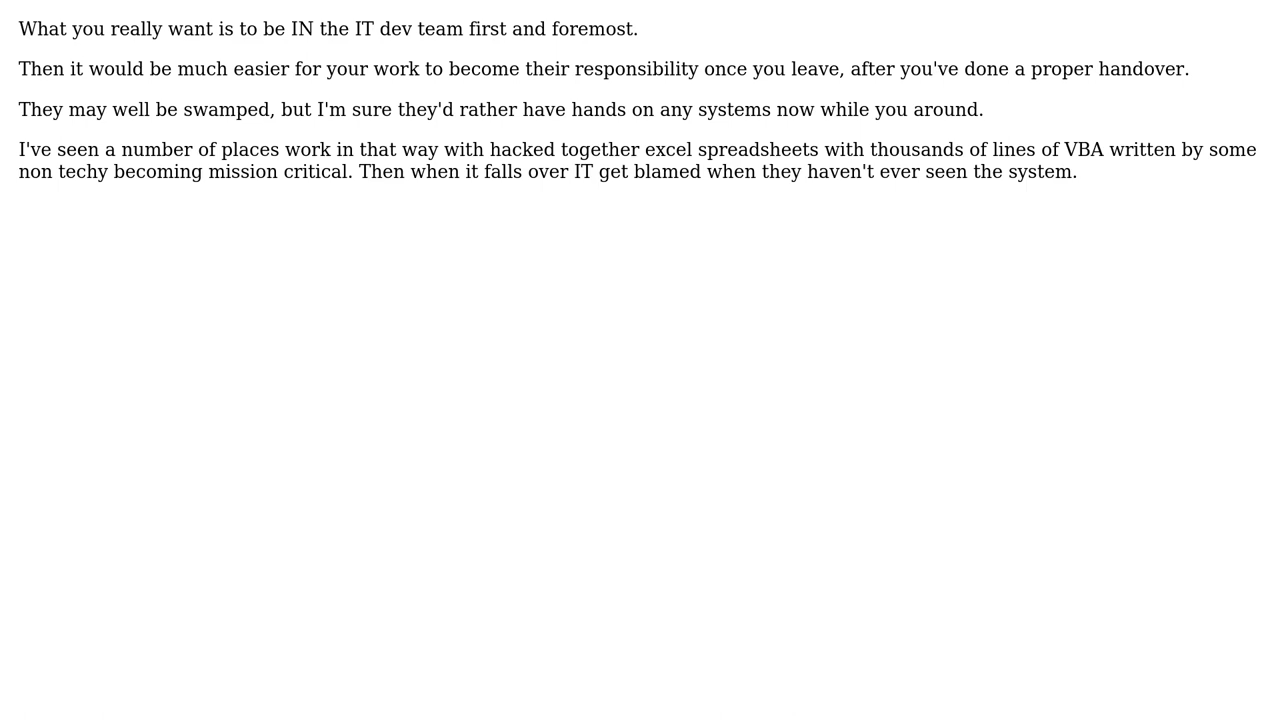 What you really want is to be IN the IT dev team first and foremost.
Then it would be much easier for your work to become their responsibility once you leave, after you've done a proper handover.
They may well be swamped, but I'm sure they'd rather have hands on any systems now while you around.
I've seen a number of places work in that way with hacked together excel spreadsheets with thousands of lines of VBA written by some
non techy becoming mission critical. Then when it falls over IT get blamed when they haven't ever seen the system.